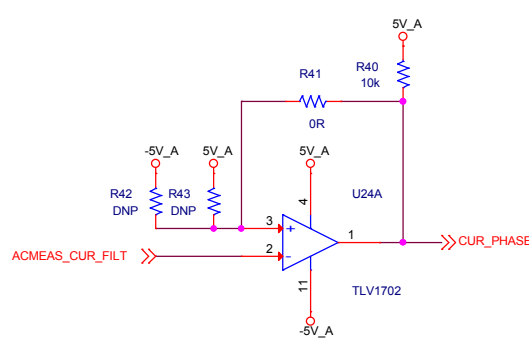 5V_A
R41
R40
10k
0R
-5V_A
5V_A
5V_A
R42
R43
DNP
DNP
4
U24A
3
+
1
CUR_PHASE
2
-
ACMEAS_CUR_FILT
11
TLV1702
-5V_A